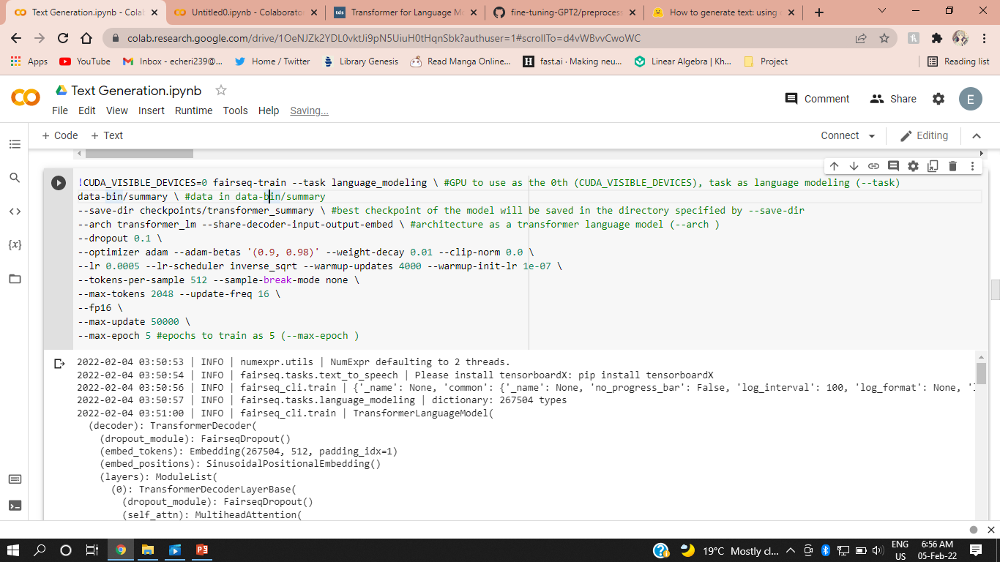 Text Generation.ipynb - Colab
Untitled0.ipynb - Colaborato
tds Transformer for Language Mo
fine-tuning-GPT2/preprocess
How to generate text: using
colab.research.google.com/drive/1OeNJZk2YDL0vktJi9pN5UiuH0tHqnSbk?authuser=1#scrollTo=d4vWBvvCwoWC
Apps YouTube Inbox - echeri239@... Home / Twitter Library Genesis Read Manga Online... H fast.ai · Making neu... Linear Algebra | Kh... Project Reading list
Text Generation.ipynb
Comment Share E
File Edit View Insert Runtime Tools Help Saving...
+ Code + Text Connect Editing
!CUDA_VISIBLE_DEVICES=0 fairseq-train --task language_modeling \ #GPU to use as the 0th (CUDA_VISIBLE_DEVICES), task as language modeling (--task)
data-bin/summary \ #data in data-bin/summary
--save-dir checkpoints/transformer_summary \ #best checkpoint of the model will be saved in the directory specified by --save-dir
--arch transformer_lm --share-decoder-input-output-embed \ #architecture as a transformer language model (--arch )
--dropout 0.1 \
--optimizer adam --adam-betas '(0.9, 0.98)' --weight-decay 0.01 --clip-norm 0.0 \
--lr 0.0005 --lr-scheduler inverse_sqrt --warmup-updates 4000 --warmup-init-lr 1e-07 \
--tokens-per-sample 512 --sample-break-mode none \
--max-tokens 2048 --update-freq 16 \
--fp16 \
--max-update 50000 \
--max-epoch 5 #epochs to train as 5 (--max-epoch )
{x}
2022-02-04 03:50:53 | INFO | numexpr.utils | NumExpr defaulting to 2 threads.
2022-02-04 03:50:54 | INFO | fairseq.tasks.text_to_speech | Please install tensorboardX: pip install tensorboardX
2022-02-04 03:50:56 | INFO | fairseq_cli.train | {'_name': None, 'common': {'_name': None, 'no_progress_bar': False, 'log_interval': 100, 'log_format': None, '
2022-02-04 03:50:57 | INFO | fairseq.tasks.language_modeling | dictionary: 267504 types
2022-02-04 03:51:00 | INFO | fairseq_cli.train | TransformerLanguageModel(
(decoder): TransformerDecoder(
(dropout_module): FairseqDropout()
(embed_tokens): Embedding(267504, 512, padding_idx=1)
(embed_positions): SinusoidalPositionalEmbedding()
(layers): ModuleList(
(0): TransformerDecoderLayerBase(
(dropout_module): FairseqDropout()
(self_attn): MultiheadAttention(
19°C Mostly cl...
ENG
US
6:56 AM
05-Feb-22